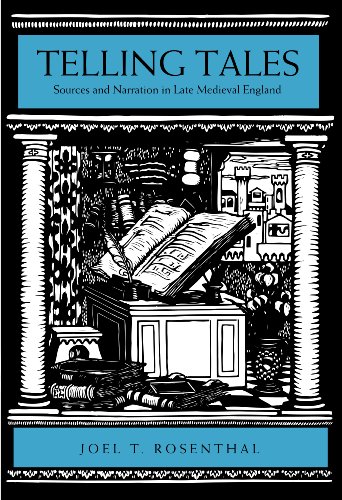 TELLING TALES
Sources and Narration in Late Medieval England
JOEL T. ROSENTHAL